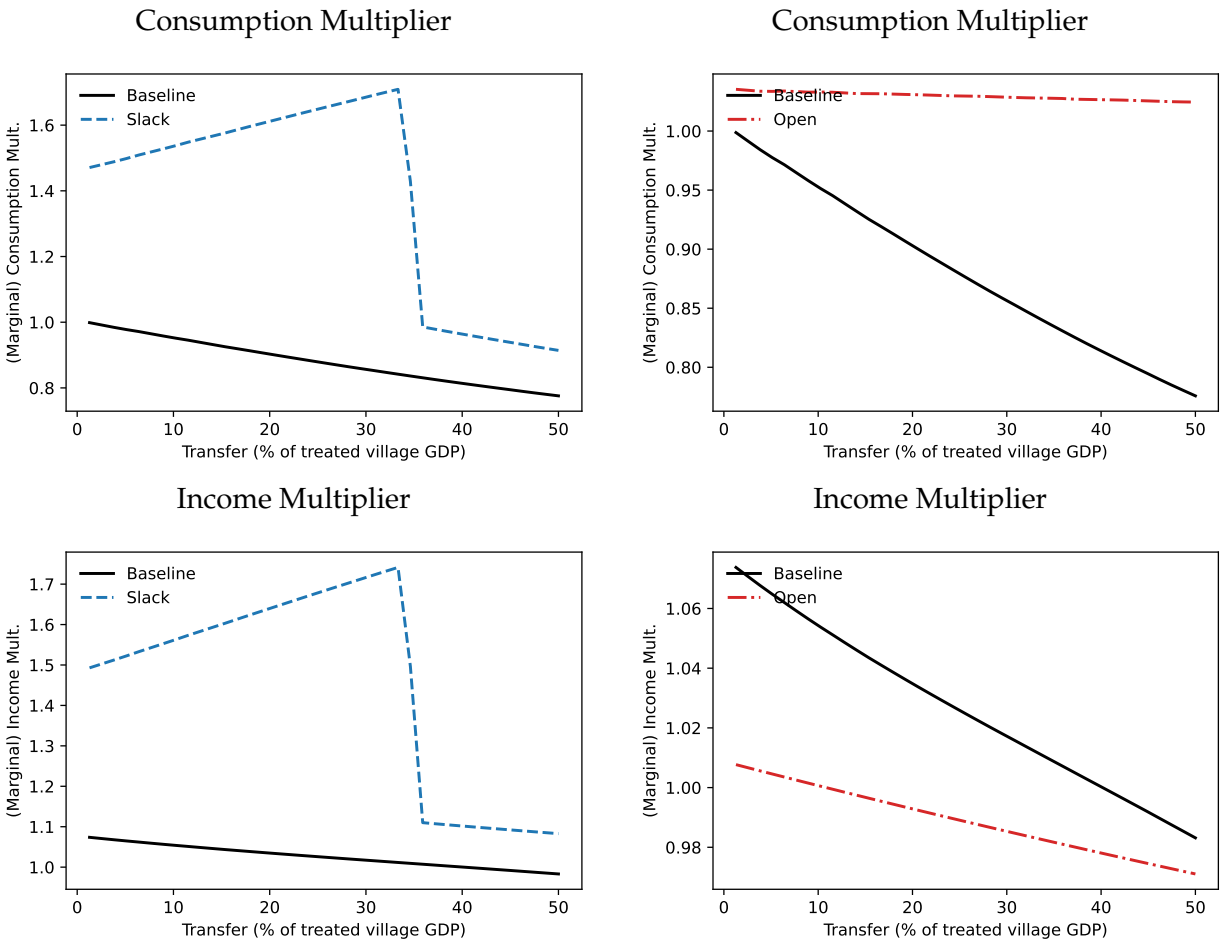 Consumption Multiplier
(Marginal) Consumption Mult.
1.6
1.4
1.2
1.0
0.8
Baseline
Slack
0 10 20 30 40 50
Transfer (% of treated village GDP)
Consumption Multiplier
(Marginal) Consumption Mult.
1.00
0.95
0.90
0.85
0.80
Baseline
Open
0 10 20 30 40 50
Transfer (% of treated village GDP)
Income Multiplier
(Marginal) Income Mult.
1.7
1.6
1.5
1.4
1.3
1.2
1.1
1.0
Baseline
Slack
0 10 20 30 40 50
Transfer (% of treated village GDP)
Income Multiplier
(Marginal) Income Mult.
1.06
1.04
1.02
1.00
0.98
Baseline
Open
0 10 20 30 40 50
Transfer (% of treated village GDP)